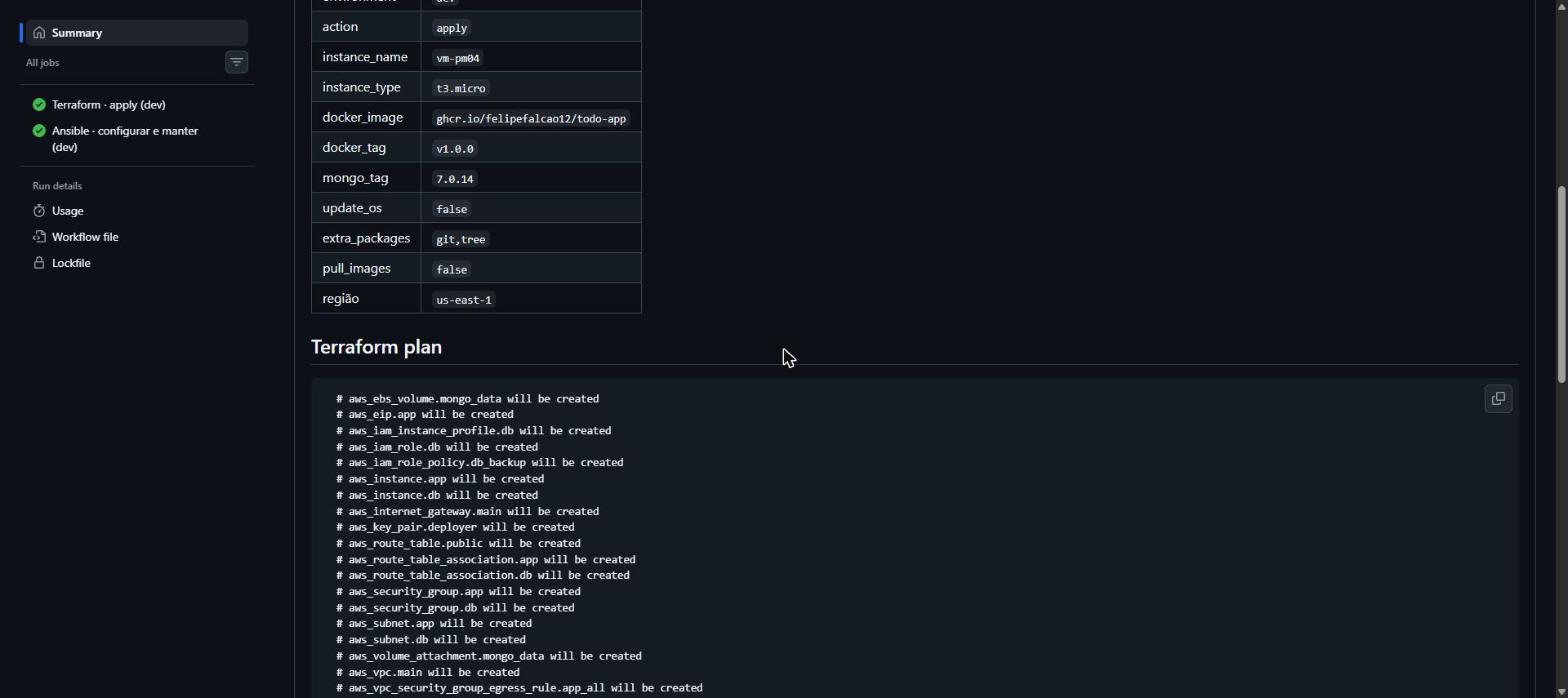 Summary
All jobs
Terraform · apply (dev)
Ansible · configurar e manter
(dev)
Run details
Usage
Workflow file
Lockfile
environment dev
action apply
instance_name vm-pm04
instance_type t3.micro
docker_image ghcr.io/felipefalcao12/todo-app
docker_tag v1.0.0
mongo_tag 7.0.14
update_os false
extra_packages git,tree
pull_images false
região us-east-1
Terraform plan
# aws_ebs_volume.mongo_data will be created
# aws_eip.app will be created
# aws_iam_instance_profile.db will be created
# aws_iam_role.db will be created
# aws_iam_role_policy.db_backup will be created
# aws_instance.app will be created
# aws_instance.db will be created
# aws_internet_gateway.main will be created
# aws_key_pair.deployer will be created
# aws_route_table.public will be created
# aws_route_table_association.app will be created
# aws_route_table_association.db will be created
# aws_security_group.app will be created
# aws_security_group.db will be created
# aws_subnet.app will be created
# aws_subnet.db will be created
# aws_volume_attachment.mongo_data will be created
# aws_vpc.main will be created
# aws_vpc_security_group_egress_rule.app_all will be created